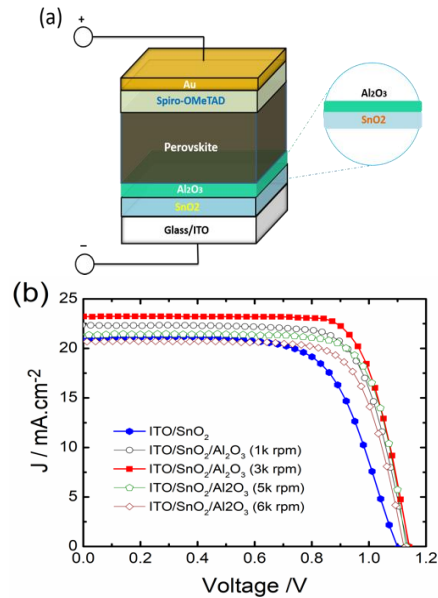 (a)
+
Au
Spiro-OMeTAD
Perovskite
Al₂O₃
SnO2
Glass/ITO
−
Al₂O₃
SnO2
(b)
25
20
15
10
5
0
J / mA.cm-2
ITO/SnO₂
ITO/SnO₂/Al₂O₃ (1k rpm)
ITO/SnO₂/Al₂O₃ (3k rpm)
ITO/SnO₂/Al2O3 (5k rpm)
ITO/SnO₂/Al2O3 (6k rpm)
0.0 0.2 0.4 0.6 0.8 1.0 1.2
Voltage /V